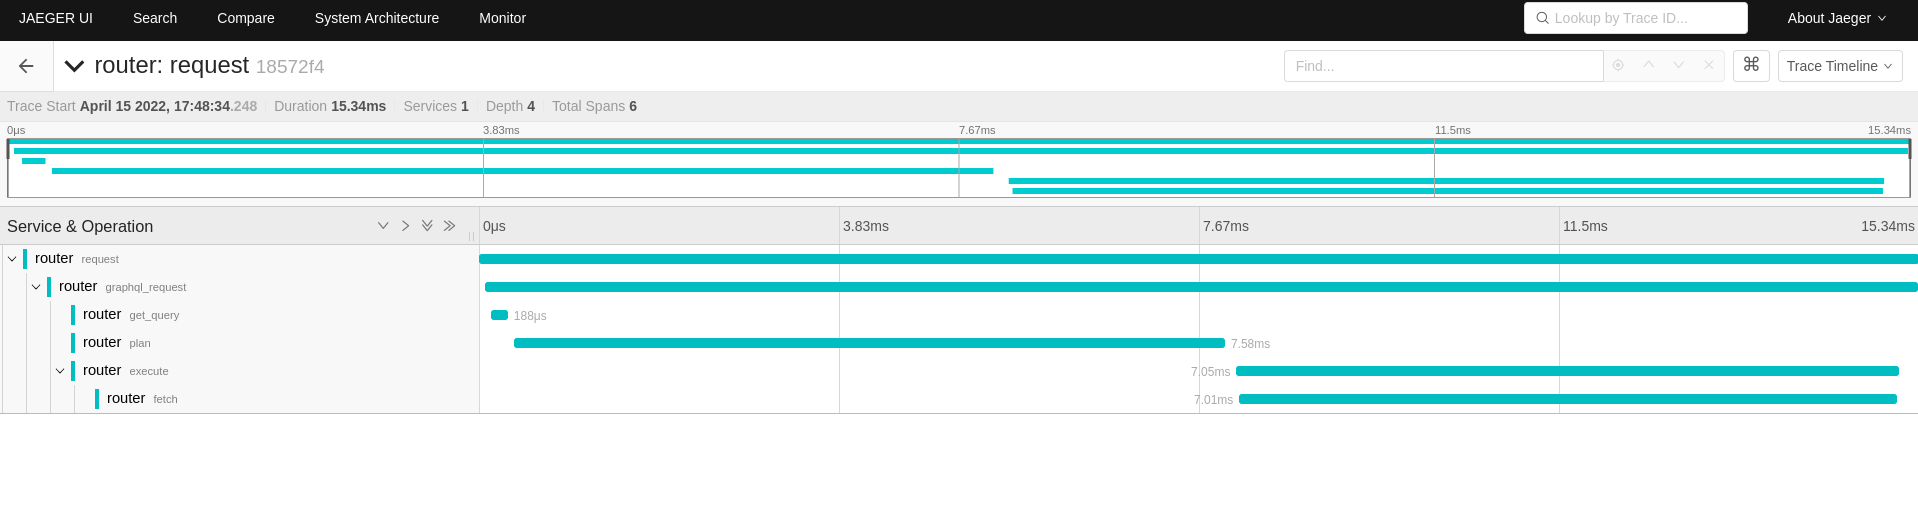 JAEGER UI Search Compare System Architecture Monitor Lookup by Trace ID... About Jaeger
router: request 18572f4 Find... ⌘ Trace Timeline
Trace Start April 15 2022, 17:48:34.248 Duration 15.34ms Services 1 Depth 4 Total Spans 6
0μs 3.83ms 7.67ms 11.5ms 15.34ms
Service & Operation 0μs 3.83ms 7.67ms 11.5ms 15.34ms
router request
router graphql_request
router get_query 188μs
router plan 7.58ms
router execute 7.05ms
router fetch 7.01ms